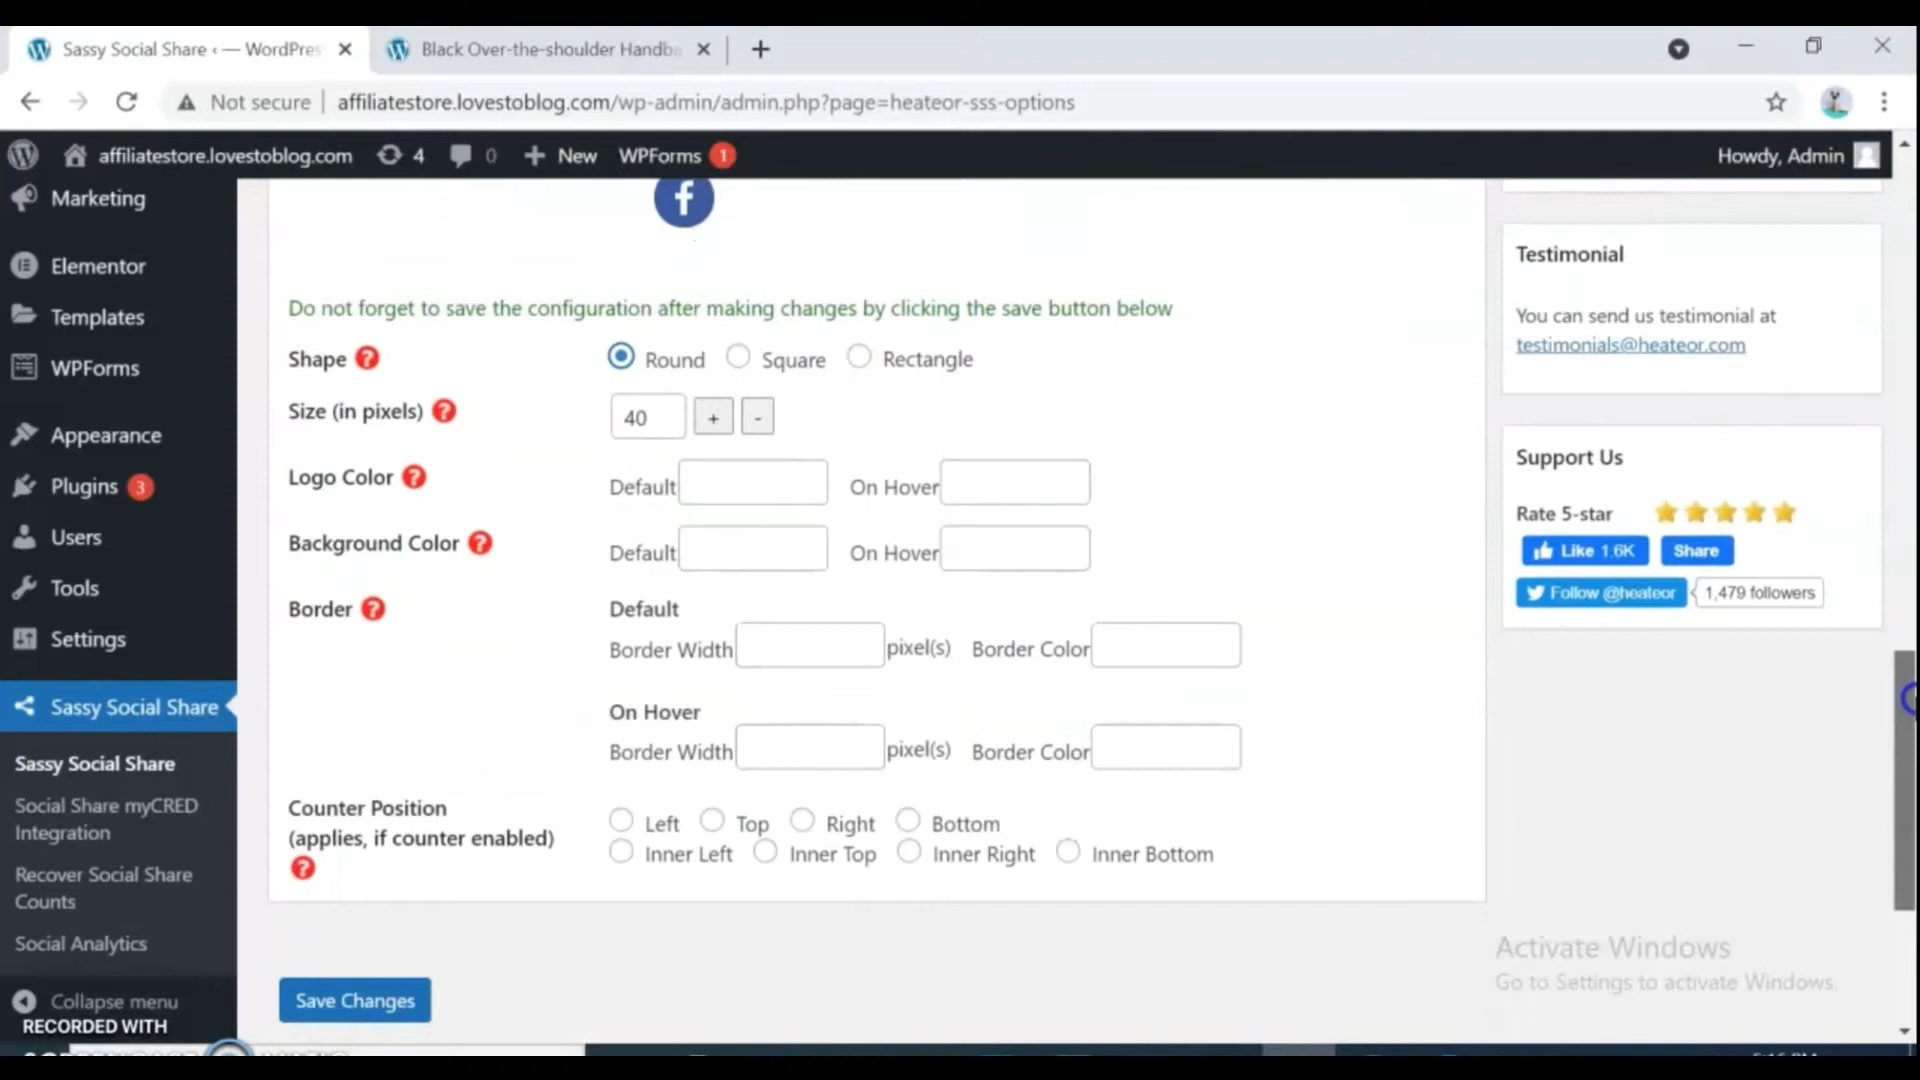 Sassy Social Share ‹ — WordPres
Black Over-the-shoulder Handba
Not secure
affiliatestore.lovestoblog.com/wp-admin/admin.php?page=heateor-sss-options
affiliatestore.lovestoblog.com
4
0
New
WPForms
1
Howdy, Admin
Marketing
Elementor
Templates
WPForms
Appearance
Plugins 3
Users
Tools
Settings
Sassy Social Share
Sassy Social Share
Social Share myCRED
Integration
Recover Social Share
Counts
Social Analytics
Collapse menu
RECORDED WITH
f
Do not forget to save the configuration after making changes by clicking the save button below
Shape ?
Round Square Rectangle
Size (in pixels) ?
40 + -
Logo Color ?
Default On Hover
Background Color ?
Default On Hover
Border ?
Default
Border Width pixel(s) Border Color
On Hover
Border Width pixel(s) Border Color
Counter Position
(applies, if counter enabled)
?
Left Top Right Bottom
Inner Left Inner Top Inner Right Inner Bottom
Save Changes
Testimonial
You can send us testimonial at
testimonials@heateor.com
Support Us
Rate 5-star
Like 1.6K Share
Follow @heateor 1,479 followers
Activate Windows
Go to Settings to activate Windows.